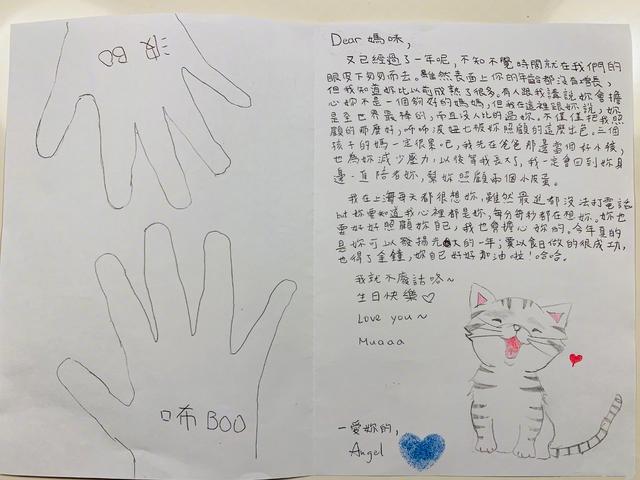 波
BO
咘 BOO
Dear 媽咪,
又已經過了一年呢,不知不覺時間就在我們的
眼皮下匆匆而去。雖然表面上你的年齡都沒有增長,
但我知道妳比以前成熟了很多。有人跟我講說妳會擔
心妳不是一個夠好的媽媽,但我在這裡跟妳說,妳
是全世界最棒的,而且沒人比的過妳。不僅僅把我照
顧的那麼好,咘咘波妞也被妳照顧的這麼出色。三個
孩子的媽一定很累吧,我先在爸爸那邊當個好小孩,
也為妳減少壓力,以後等我長大了,我一定會回到妳身
邊一直陪著妳,幫妳照顧兩個小皮蛋。
我在上海每天都很想妳,雖然最近都沒法打電話
but 妳要知道我心裡都是妳,每分每秒都在想妳。妳也
要好好照顧妳自己,我也會擔心妳的。今年真的
是妳可以發揚光大的一年;實以食日做的很成功,
也得了金鐘,妳自己好好加油啦!哈哈。
我就不廢話咯~
生日快樂♡
Love you~
Muaaa
一愛妳的,
Angel